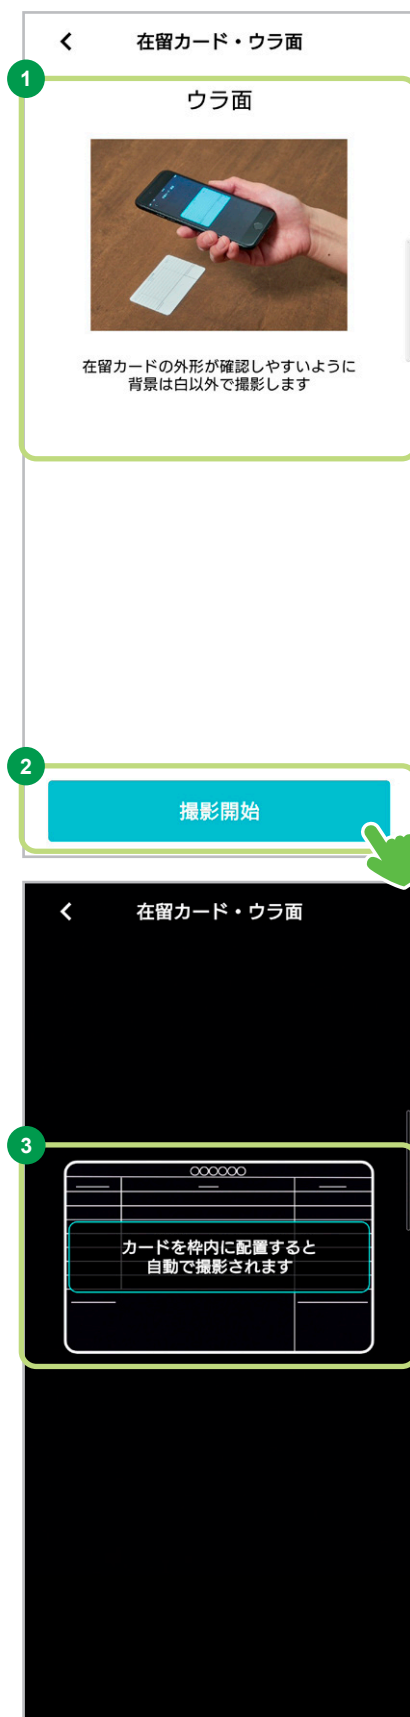 在留カード・ウラ面
1
ウラ面
在留カードの外形が確認しやすいように
背景は白以外で撮影します
2
撮影開始
在留カード・ウラ面
3
○○○○○○
カードを枠内に配置すると
自動で撮影されます